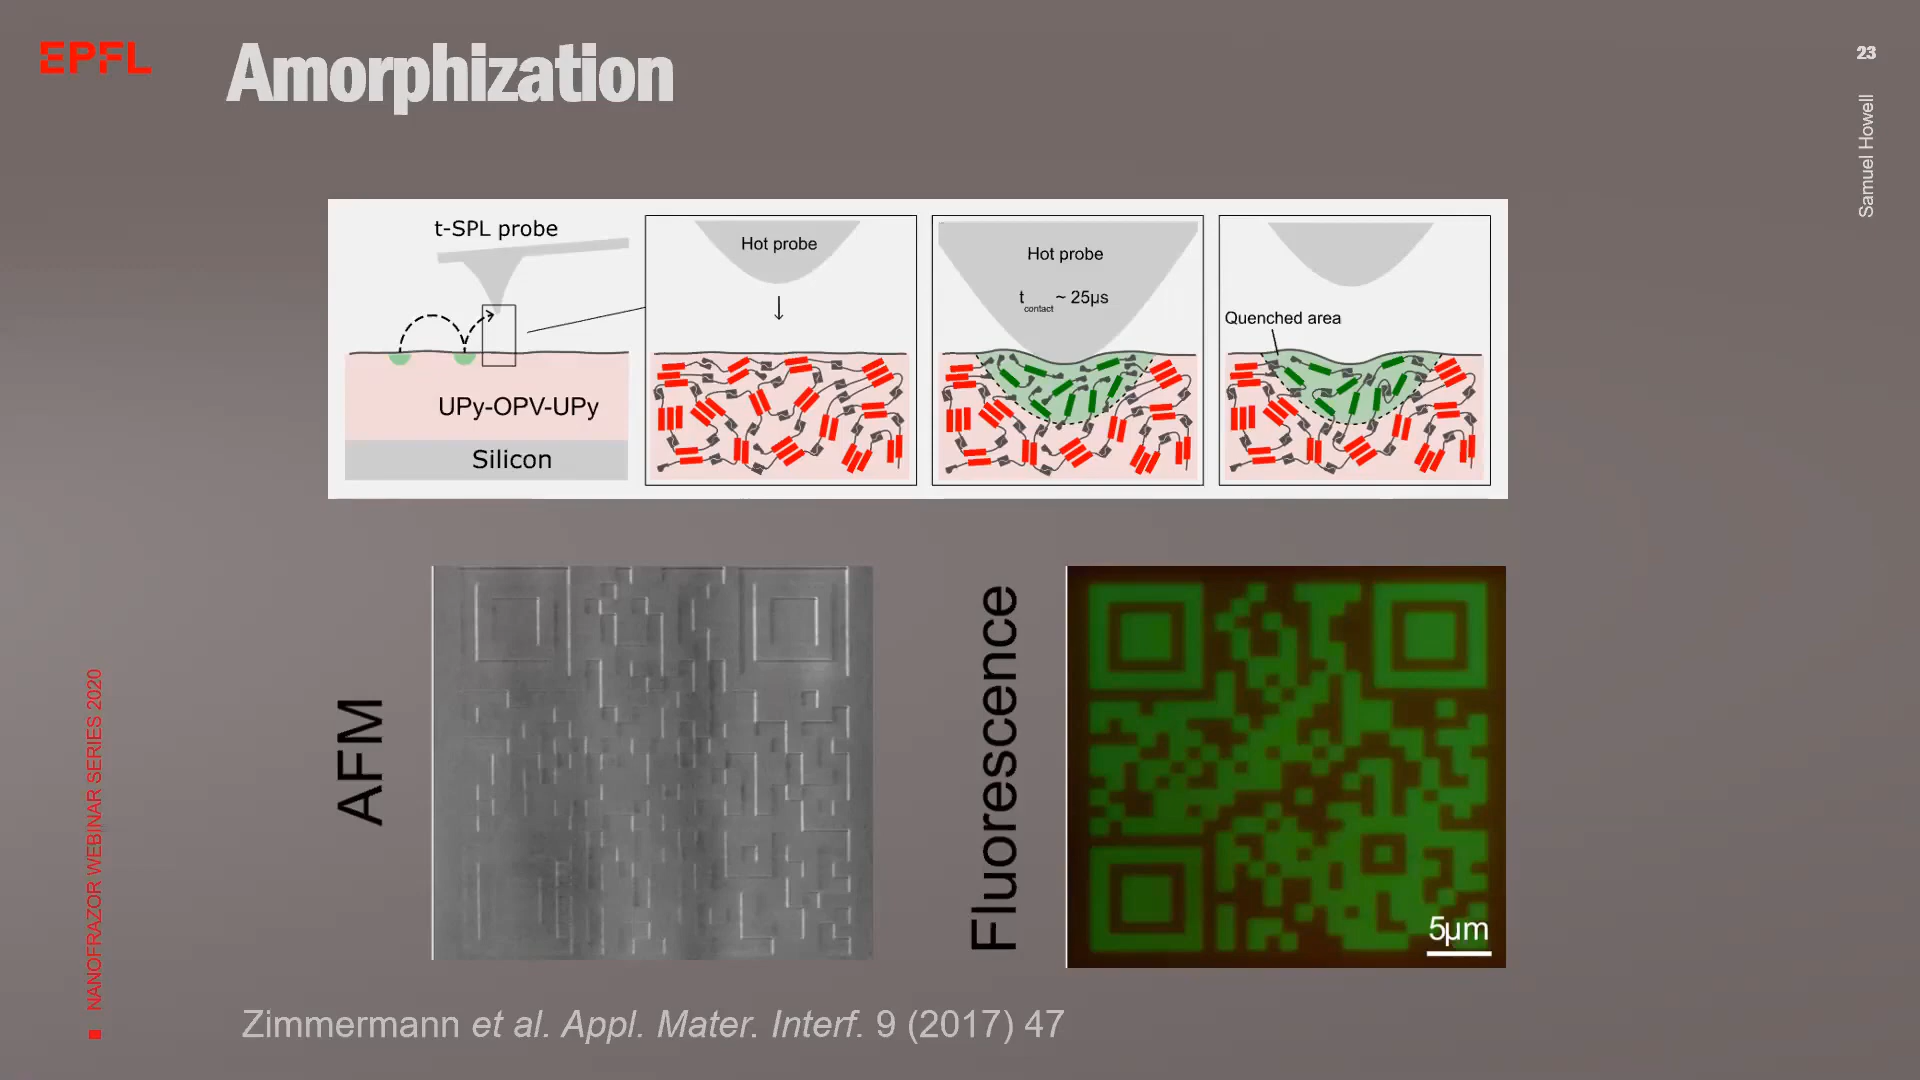 EPFL
Amorphization
23
Samuel Howell
t-SPL probe
UPy-OPV-UPy
Silicon
Hot probe
Hot probe
tcontact ~ 25µs
Quenched area
AFM
Fluorescence
5µm
NANOFRAZOR WEBINAR SERIES 2020
Zimmermann et al. Appl. Mater. Interf. 9 (2017) 47